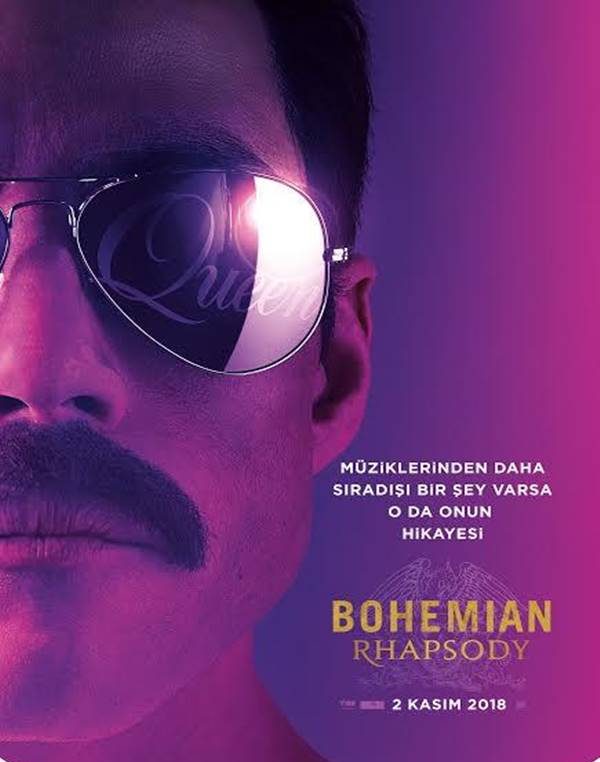 Queen
MÜZİKLERİNDEN DAHA
SIRADIŞI BİR ŞEY VARSA
O DA ONUN
HİKAYESİ
BOHEMIAN
RHAPSODY
2 KASIM 2018